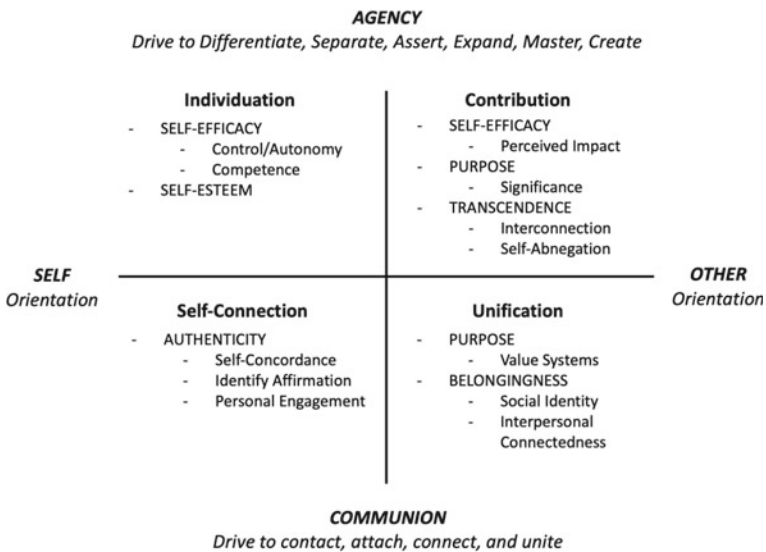 AGENCY
Drive to Differentiate, Separate, Assert, Expand, Master, Create
Individuation
- SELF-EFFICACY
- Control/Autonomy
- Competence
- SELF-ESTEEM
Contribution
- SELF-EFFICACY
- Perceived Impact
- PURPOSE
- Significance
- TRANSCENDENCE
- Interconnection
- Self-Abnegation
SELF
Orientation
OTHER
Orientation
Self-Connection
- AUTHENTICITY
- Self-Concordance
- Identify Affirmation
- Personal Engagement
Unification
- PURPOSE
- Value Systems
- BELONGINGNESS
- Social Identity
- Interpersonal
Connectedness
COMMUNION
Drive to contact, attach, connect, and unite